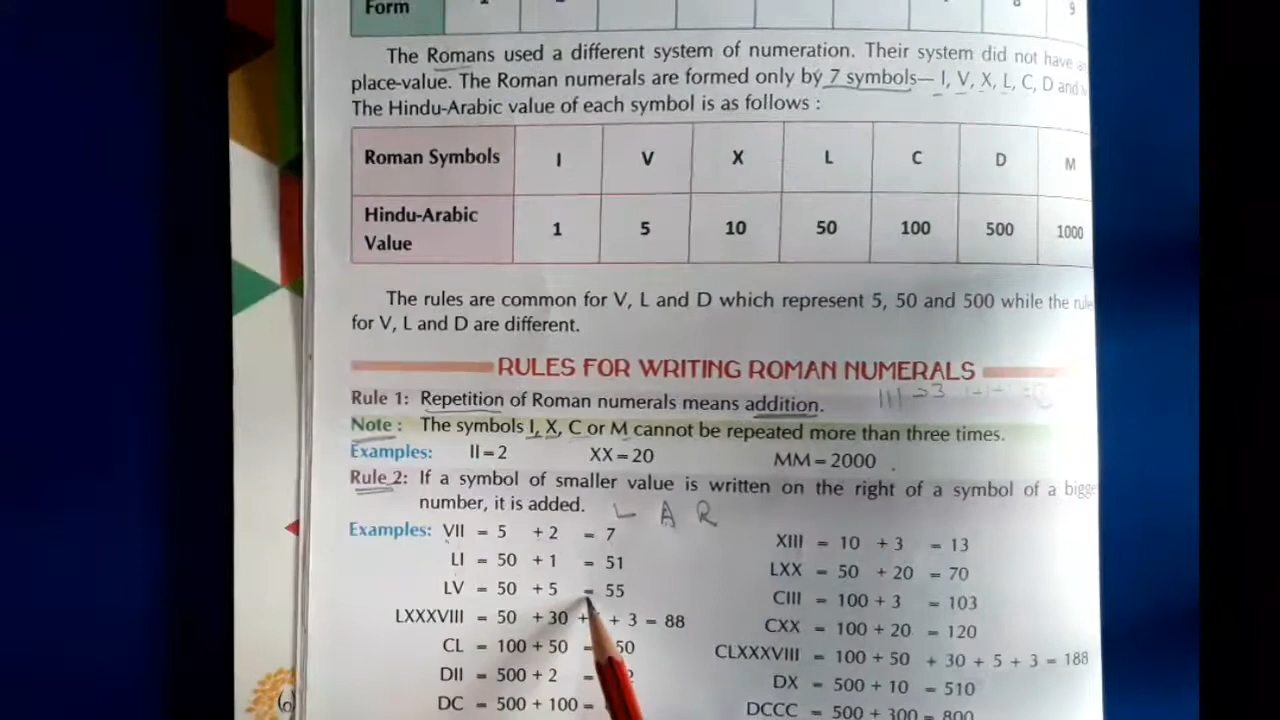 Form
9
The Romans used a different system of numeration. Their system did not have
place-value. The Roman numerals are formed only by 7 symbols— I, V, X, L, C, D and
The Hindu-Arabic value of each symbol is as follows :
Roman Symbols I V X L C D M
Hindu-Arabic Value 1 5 10 50 100 500 1000
The rules are common for V, L and D which represent 5, 50 and 500 while the
for V, L and D are different.
RULES FOR WRITING ROMAN NUMERALS
Rule 1: Repetition of Roman numerals means addition. III → 3
Note : The symbols I, X, C or M cannot be repeated more than three times.
Examples: II = 2 XX = 20 MM = 2000
Rule 2: If a symbol of smaller value is written on the right of a symbol of a
number, it is added. L A R
Examples: VII = 5 + 2 = 7
LI = 50 + 1 = 51
LV = 50 + 5 = 55
LXXXVIII = 50 + 30 + + 3 = 88
CL = 100 + 50 = 50
DII = 500 + 2 =
DC = 500 + 100 =
XIII = 10 + 3 = 13
LXX = 50 + 20 = 70
CIII = 100 + 3 = 103
CXX = 100 + 20 = 120
CLXXXVIII = 100 + 50 + 30 + 5 + 3 = 188
DX = 500 + 10 = 510
DCCC = 500 + 300 = 800